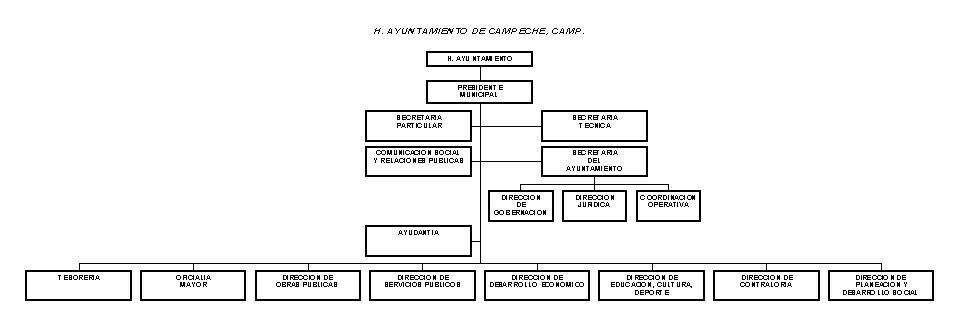 H. AYUNTAMIENTO DE CAMPECHE, CAMP.
H. AYUNTAMIENTO
PRESIDENTE
MUNICIPAL
SECRETARIA
PARTICULAR
SECRETARIA
TECNICA
COMUNICACION SOCIAL
Y RELACIONES PUBLICAS
SECRETARIA
DEL
AYUNTAMIENTO
DIRECCION
DE
GOBERNACION
DIRECCION
JURIDICA
COORDINACION
OPERATIVA
AYUDANTIA
TESORERIA
OFICIALIA
MAYOR
DIRECCION DE
OBRAS PUBLICAS
DIRECCION DE
SERVICIOS PUBLICOS
DIRECCION DE
DESARROLLO ECONOMICO
DIRECCION DE
EDUCACION, CULTURA,
DEPORTE
DIRECCION DE
CONTRALORIA
DIRECCION DE
PLANEACION Y
DESARROLLO SOCIAL